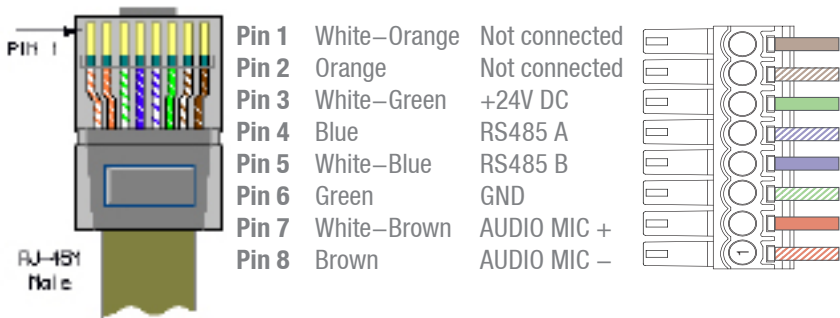 PIN 1
Pin 1 White–Orange Not connected
Pin 2 Orange Not connected
Pin 3 White–Green +24V DC
Pin 4 Blue RS485 A
Pin 5 White–Blue RS485 B
Pin 6 Green GND
Pin 7 White–Brown AUDIO MIC +
Pin 8 Brown AUDIO MIC –
RJ-45M
Male
1